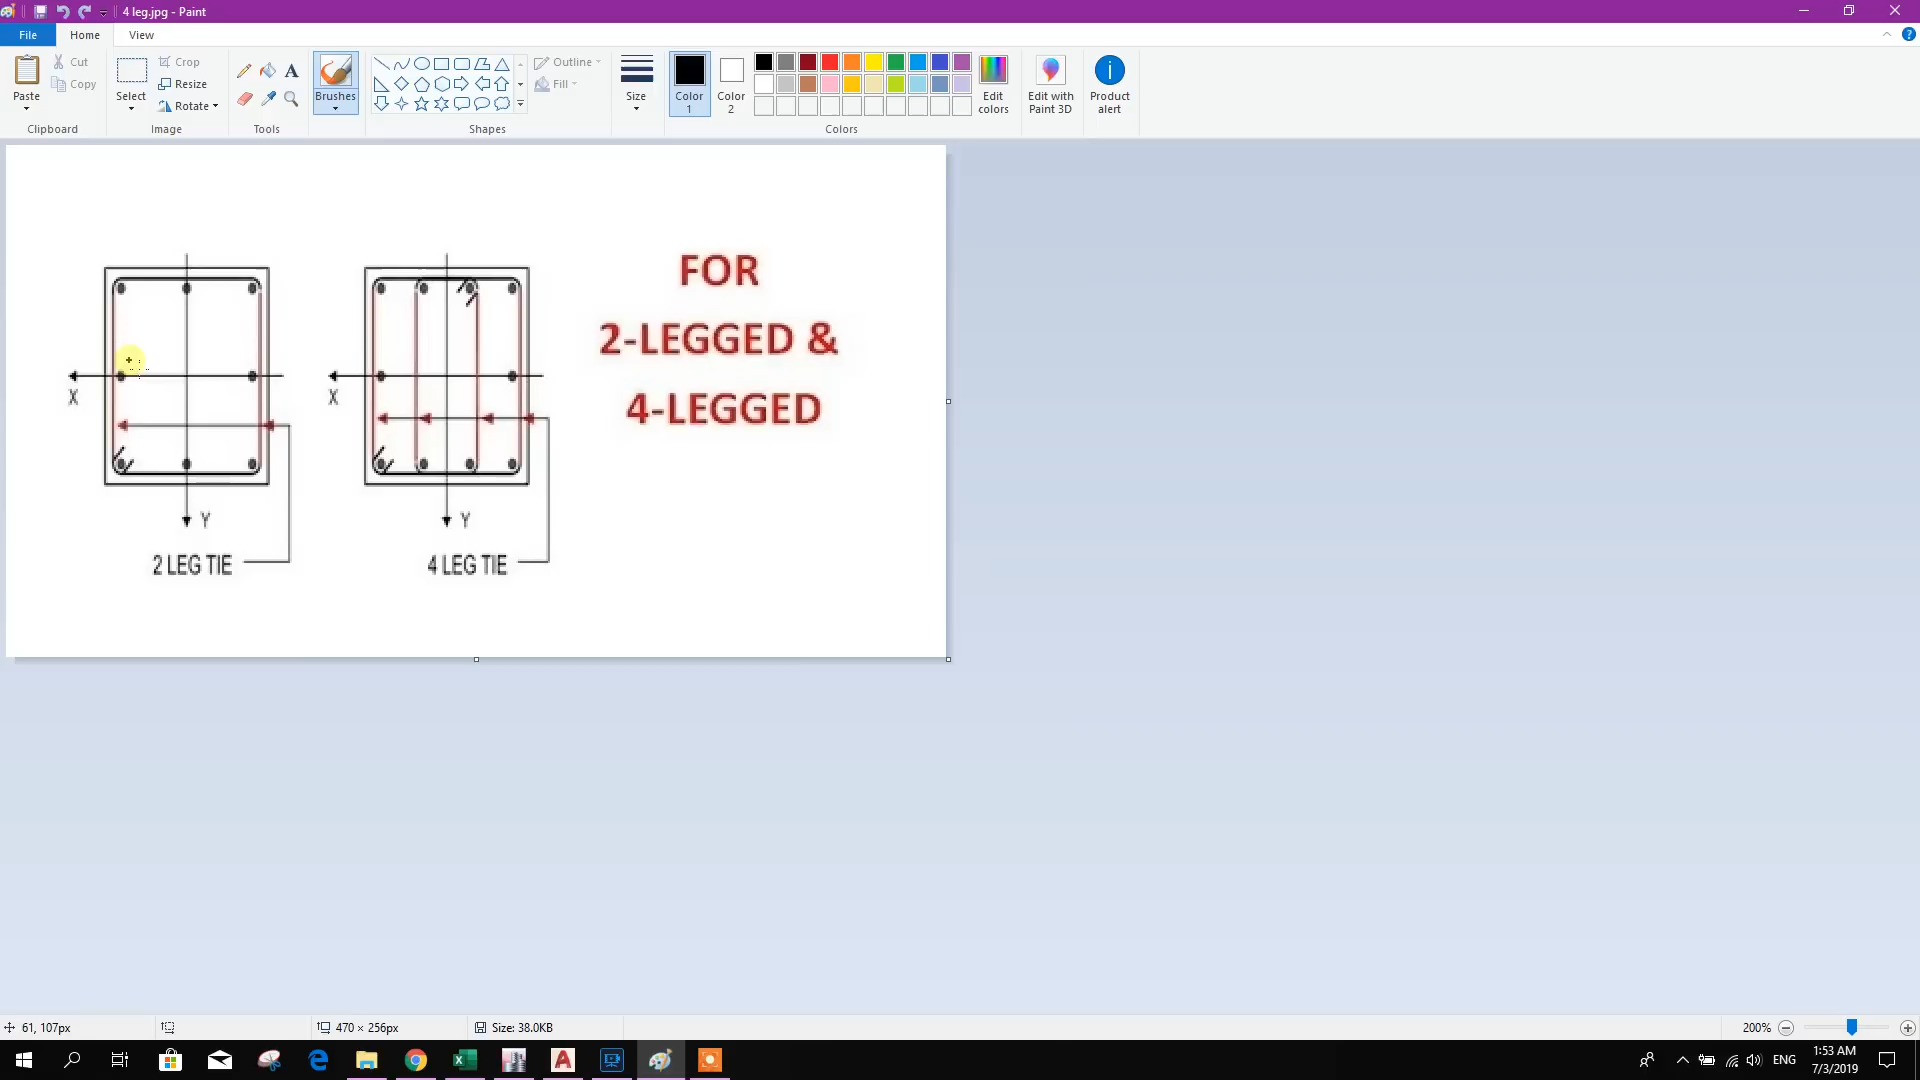 4 leg.jpg - Paint
File Home View
Paste
Cut
Copy
Clipboard
Select
Crop
Resize
Rotate
Image
A
Tools
Brushes
Outline
Fill
Shapes
Size
Color 1
Color 2
Edit colors
Colors
Edit with Paint 3D
Product alert
FOR
2-LEGGED &
4-LEGGED
X
X
Y
Y
2 LEG TIE
4 LEG TIE
61, 107px
470 × 256px
Size: 38.0KB
200%
ENG
1:53 AM
7/3/2019